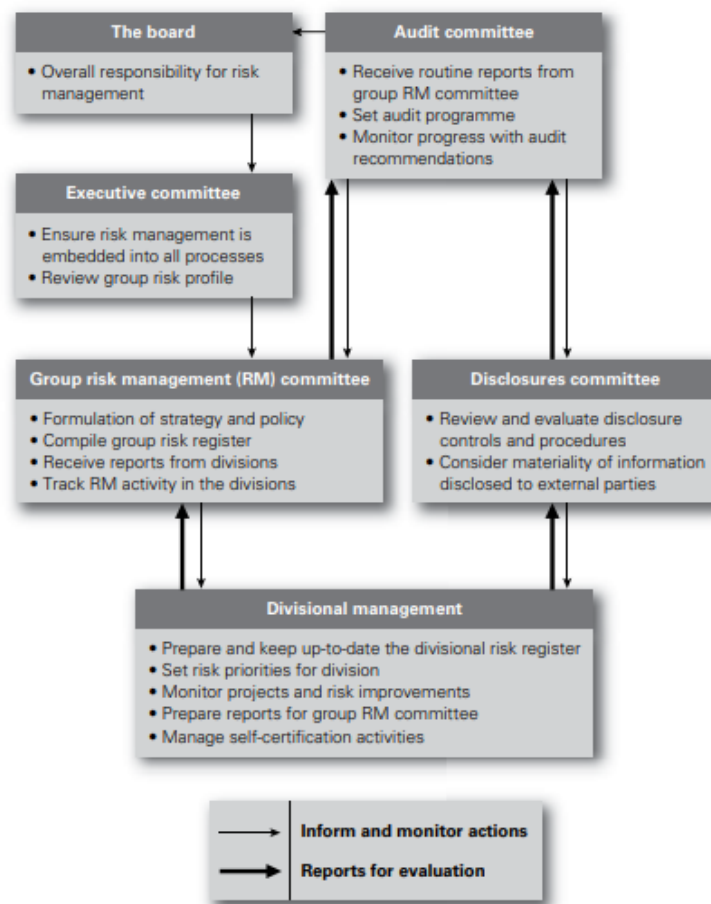 The board
• Overall responsibility for risk
management
Audit committee
• Receive routine reports from
group RM committee
• Set audit programme
• Monitor progress with audit
recommendations
Executive committee
• Ensure risk management is
embedded into all processes
• Review group risk profile
Group risk management (RM) committee
• Formulation of strategy and policy
• Compile group risk register
• Receive reports from divisions
• Track RM activity in the divisions
Disclosures committee
• Review and evaluate disclosure
controls and procedures
• Consider materiality of information
disclosed to external parties
Divisional management
• Prepare and keep up-to-date the divisional risk register
• Set risk priorities for division
• Monitor projects and risk improvements
• Prepare reports for group RM committee
• Manage self-certification activities
Inform and monitor actions
Reports for evaluation